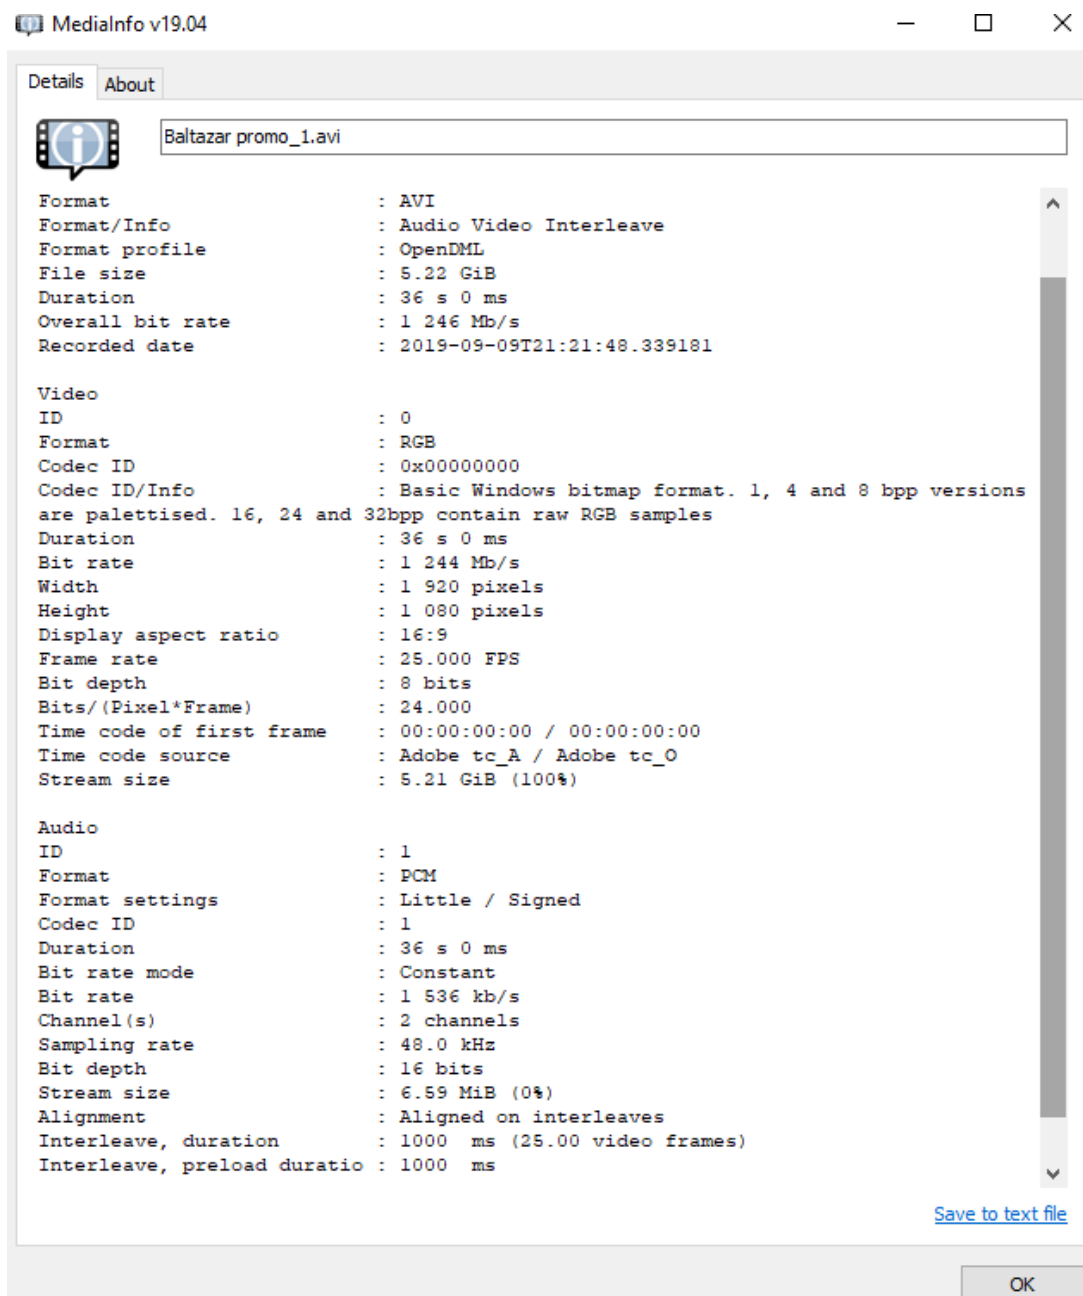 MediaInfo v19.04
Details About
Baltazar promo_1.avi
Format : AVI
Format/Info : Audio Video Interleave
Format profile : OpenDML
File size : 5.22 GiB
Duration : 36 s 0 ms
Overall bit rate : 1 246 Mb/s
Recorded date : 2019-09-09T21:21:48.339181
Video
ID : 0
Format : RGB
Codec ID : 0x00000000
Codec ID/Info : Basic Windows bitmap format. 1, 4 and 8 bpp versions
are palettised. 16, 24 and 32bpp contain raw RGB samples
Duration : 36 s 0 ms
Bit rate : 1 244 Mb/s
Width : 1 920 pixels
Height : 1 080 pixels
Display aspect ratio : 16:9
Frame rate : 25.000 FPS
Bit depth : 8 bits
Bits/(Pixel*Frame) : 24.000
Time code of first frame : 00:00:00:00 / 00:00:00:00
Time code source : Adobe tc_A / Adobe tc_O
Stream size : 5.21 GiB (100%)
Audio
ID : 1
Format : PCM
Format settings : Little / Signed
Codec ID : 1
Duration : 36 s 0 ms
Bit rate mode : Constant
Bit rate : 1 536 kb/s
Channel(s) : 2 channels
Sampling rate : 48.0 kHz
Bit depth : 16 bits
Stream size : 6.59 MiB (0%)
Alignment : Aligned on interleaves
Interleave, duration : 1000 ms (25.00 video frames)
Interleave, preload duratio : 1000 ms
Save to text file
OK